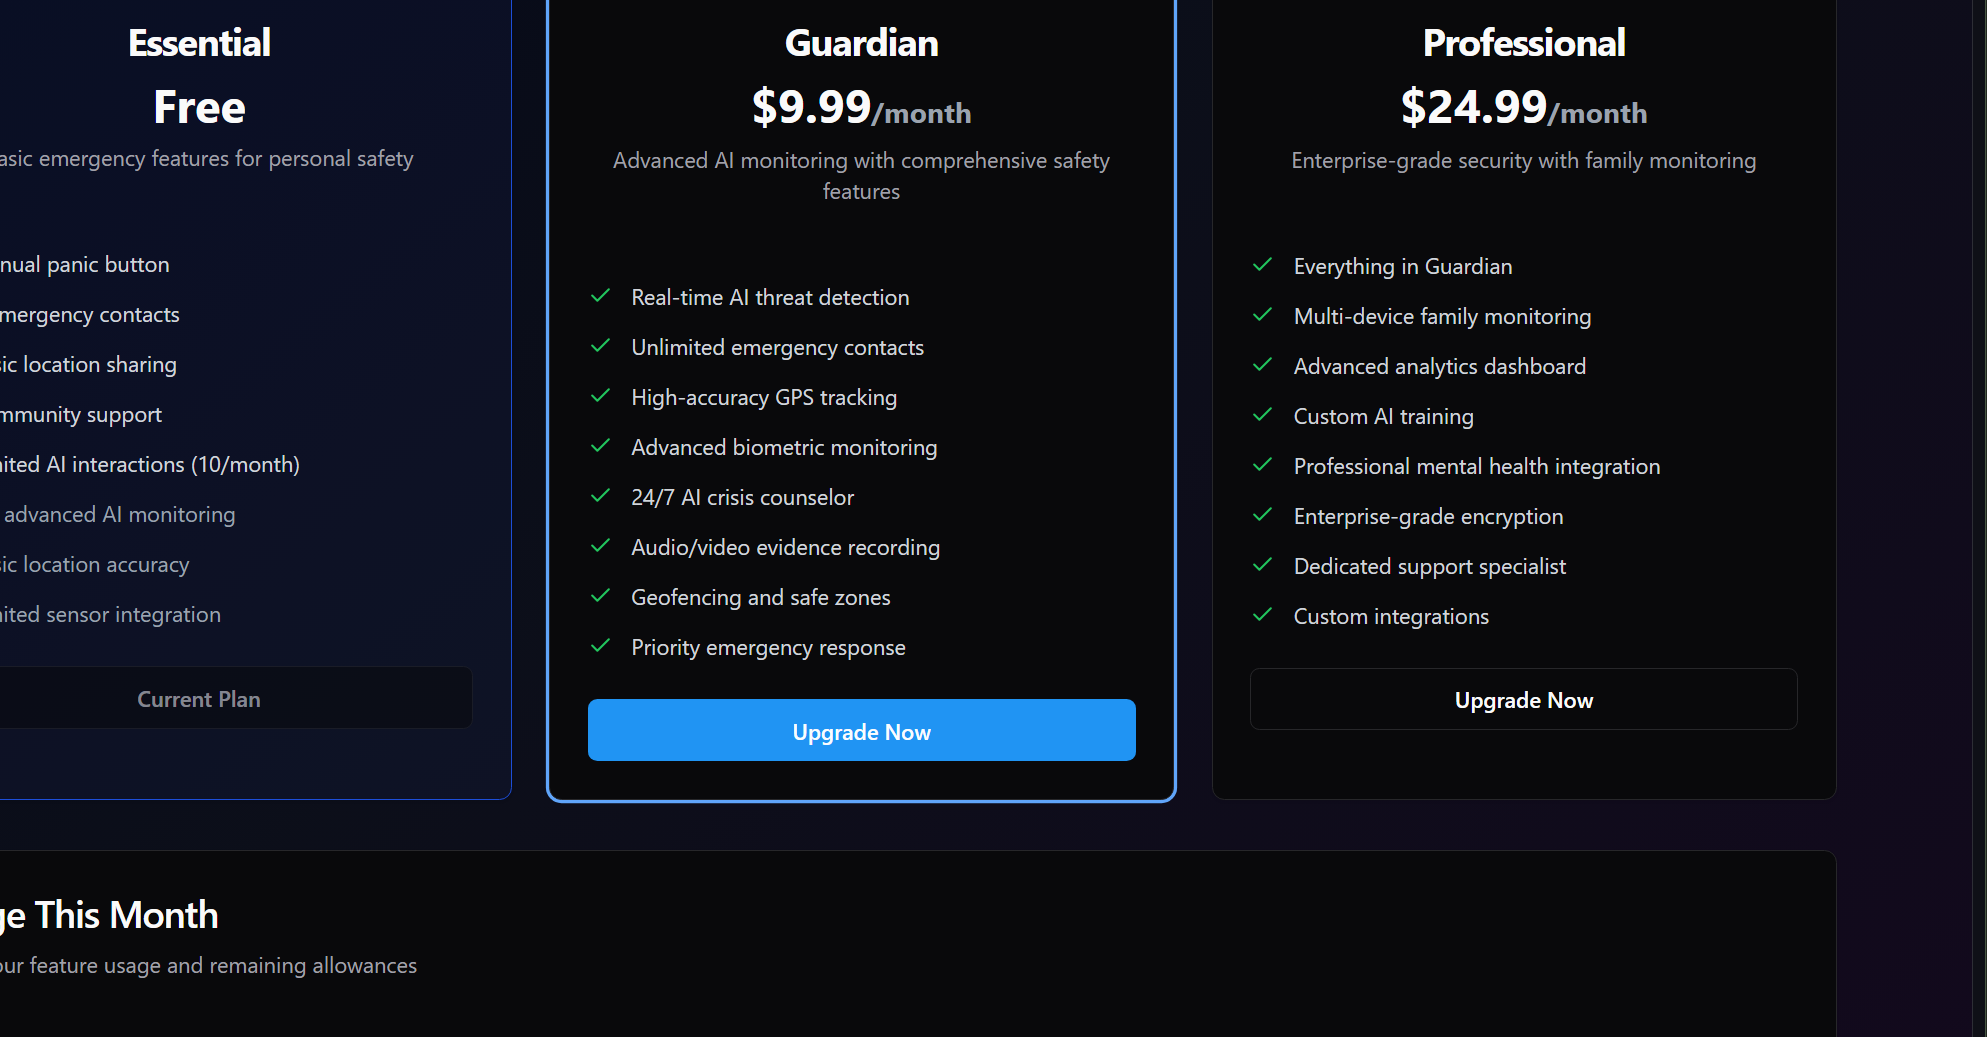 Essential
Free
asic emergency features for personal safety
nual panic button
mergency contacts
sic location sharing
mmunity support
nited AI interactions (10/month)
advanced AI monitoring
sic location accuracy
nited sensor integration
Current Plan
Guardian
$9.99/month
Advanced AI monitoring with comprehensive safety
features
Real-time AI threat detection
Unlimited emergency contacts
High-accuracy GPS tracking
Advanced biometric monitoring
24/7 AI crisis counselor
Audio/video evidence recording
Geofencing and safe zones
Priority emergency response
Upgrade Now
Professional
$24.99/month
Enterprise-grade security with family monitoring
Everything in Guardian
Multi-device family monitoring
Advanced analytics dashboard
Custom AI training
Professional mental health integration
Enterprise-grade encryption
Dedicated support specialist
Custom integrations
Upgrade Now
ge This Month
our feature usage and remaining allowances